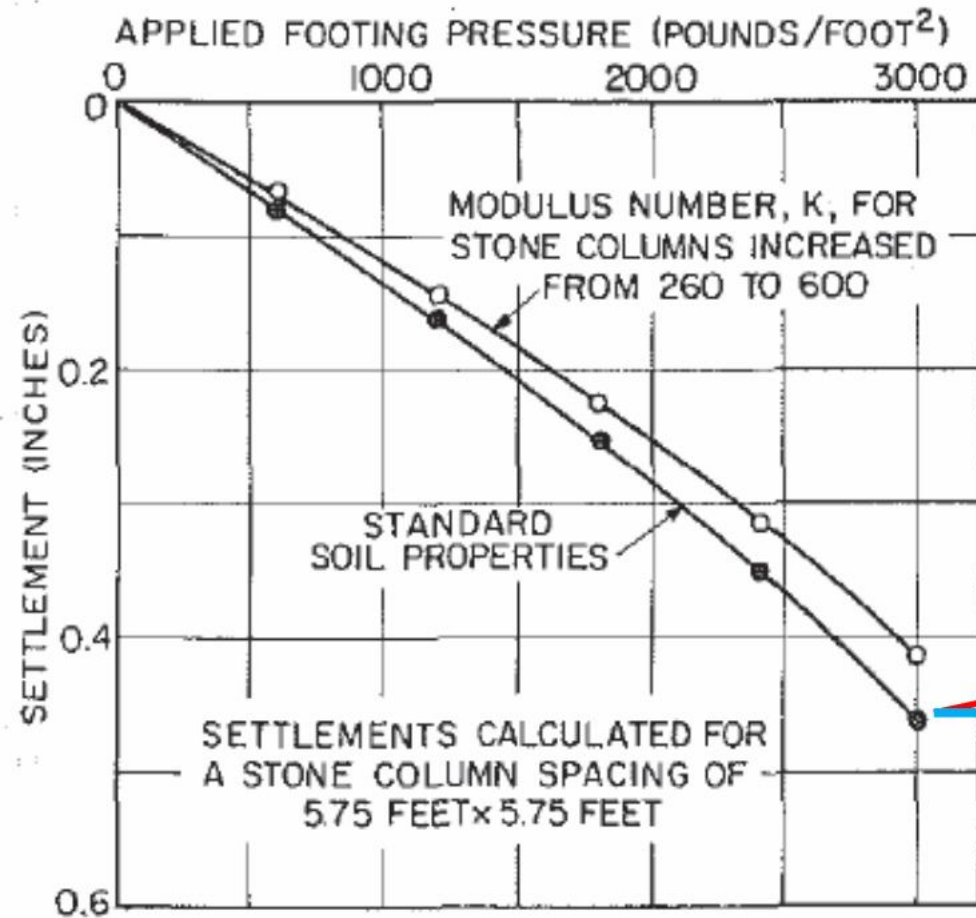 APPLIED FOOTING PRESSURE (POUNDS/FOOT²)
0 1000 2000 3000
0
MODULUS NUMBER, K, FOR
STONE COLUMNS INCREASED
FROM 260 TO 600
0.2
SETTLEMENT (INCHES)
STANDARD
SOIL PROPERTIES
0.4
SETTLEMENTS CALCULATED FOR
A STONE COLUMN SPACING OF
5.75 FEET x 5.75 FEET
0.6